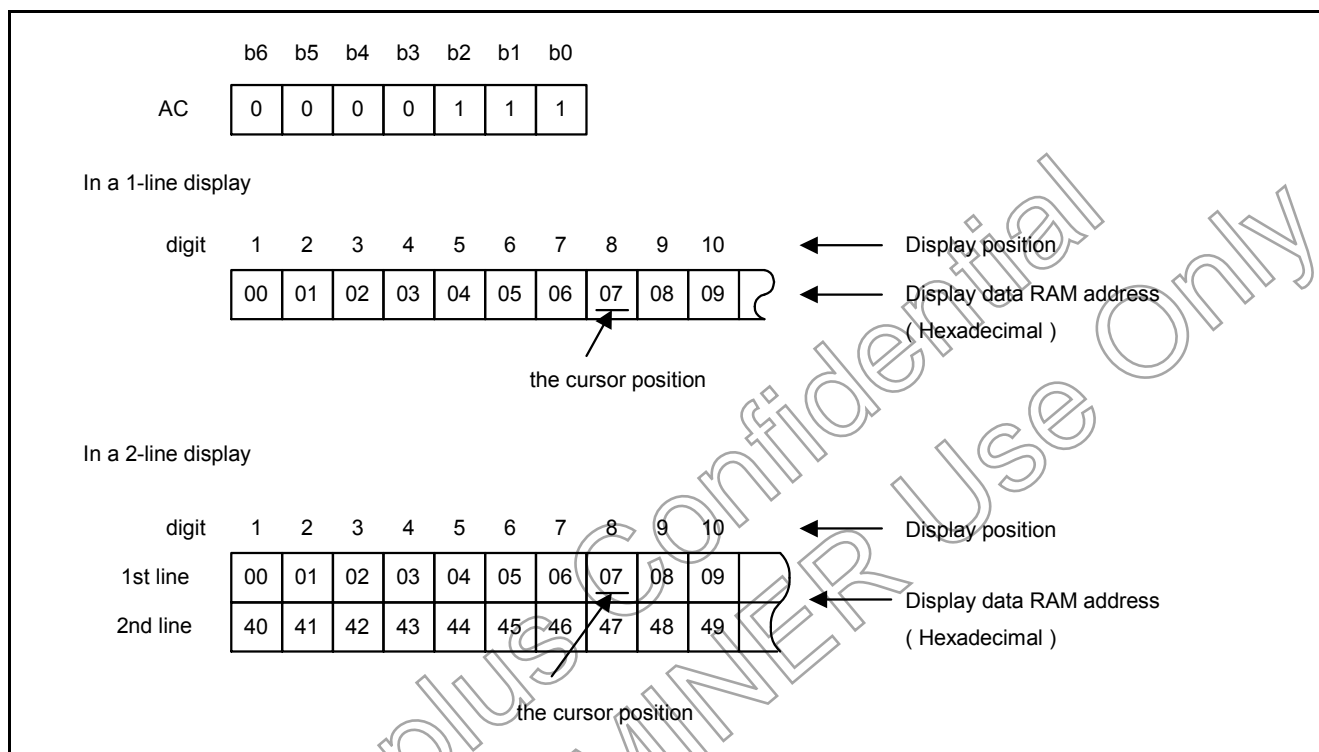 b6 b5 b4 b3 b2 b1 b0
AC 0 0 0 0 1 1 1
In a 1-line display
digit 1 2 3 4 5 6 7 8 9 10 Display position
00 01 02 03 04 05 06 07 08 09 Display data RAM address
( Hexadecimal )
the cursor position
In a 2-line display
digit 1 2 3 4 5 6 7 8 9 10 Display position
1st line 00 01 02 03 04 05 06 07 08 09
Display data RAM address
2nd line 40 41 42 43 44 45 46 47 48 49
( Hexadecimal )
the cursor position
plus Confidential
MINER Use Only